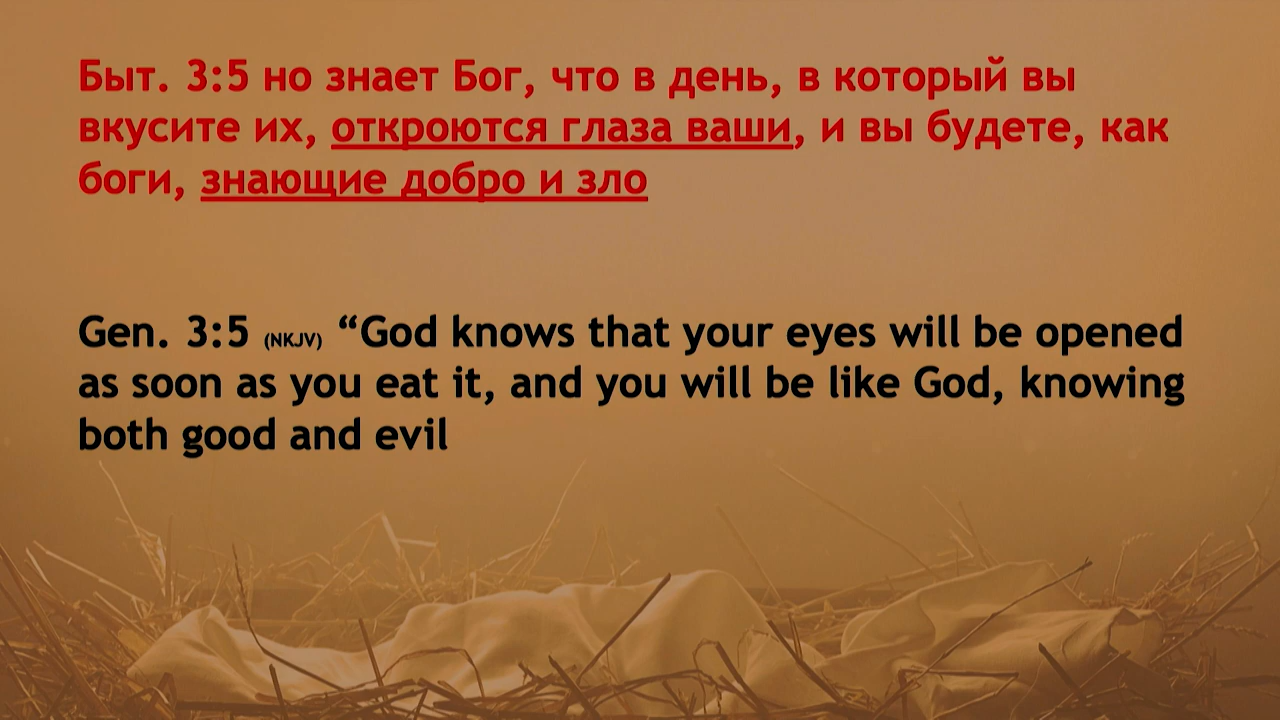 Быт. 3:5 но знает Бог, что в день, в который вы
вкусите их, откроются глаза ваши, и вы будете, как
боги, знающие добро и зло
Gen. 3:5 (NKJV) “God knows that your eyes will be opened
as soon as you eat it, and you will be like God, knowing
both good and evil